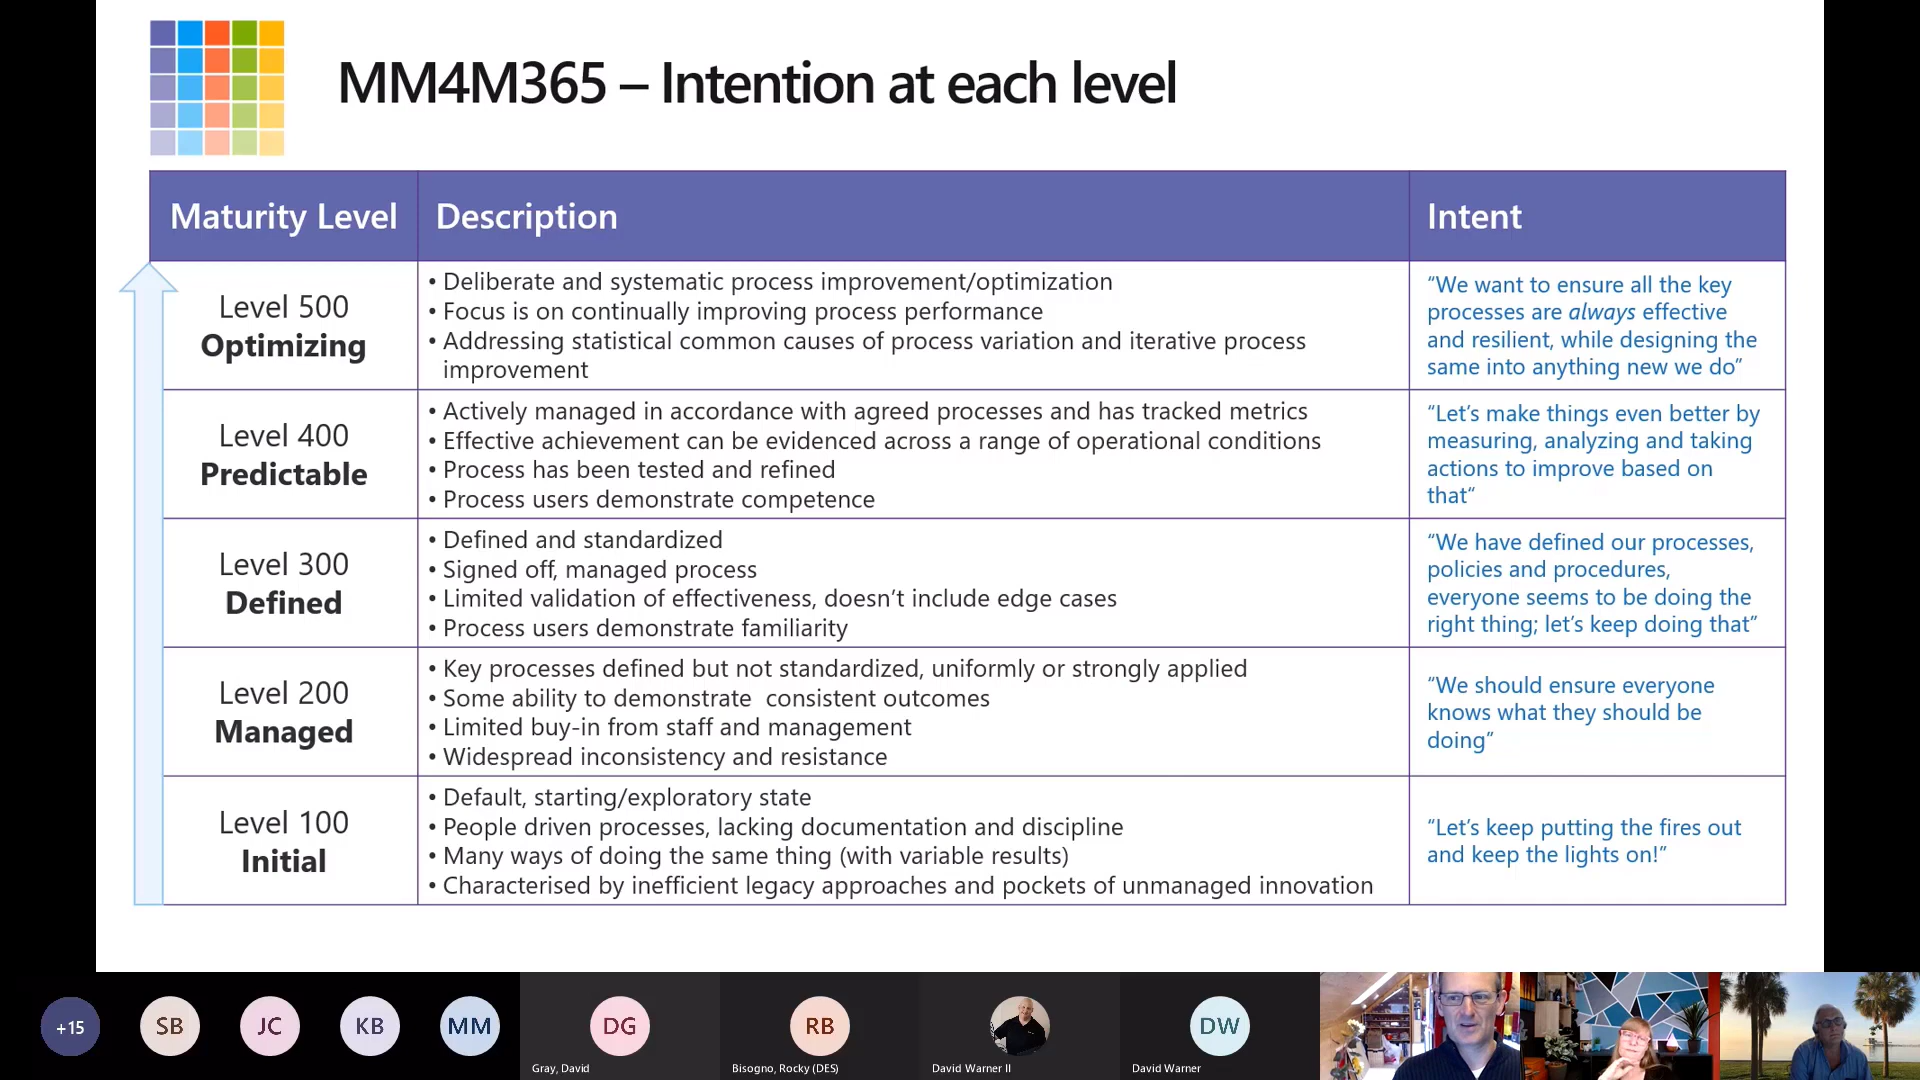 MM4M365 – Intention at each level
Maturity Level
Description
Intent
Level 500
Optimizing
• Deliberate and systematic process improvement/optimization
• Focus is on continually improving process performance
• Addressing statistical common causes of process variation and iterative process
improvement
“We want to ensure all the key
processes are always effective
and resilient, while designing the
same into anything new we do”
Level 400
Predictable
• Actively managed in accordance with agreed processes and has tracked metrics
• Effective achievement can be evidenced across a range of operational conditions
• Process has been tested and refined
• Process users demonstrate competence
“Let’s make things even better by
measuring, analyzing and taking
actions to improve based on
that“
Level 300
Defined
• Defined and standardized
• Signed off, managed process
• Limited validation of effectiveness, doesn’t include edge cases
• Process users demonstrate familiarity
“We have defined our processes,
policies and procedures,
everyone seems to be doing the
right thing; let’s keep doing that”
Level 200
Managed
• Key processes defined but not standardized, uniformly or strongly applied
• Some ability to demonstrate  consistent outcomes
• Limited buy-in from staff and management
• Widespread inconsistency and resistance
“We should ensure everyone
knows what they should be
doing”
Level 100
Initial
• Default, starting/exploratory state
• People driven processes, lacking documentation and discipline
• Many ways of doing the same thing (with variable results)
• Characterised by inefficient legacy approaches and pockets of unmanaged innovation
“Let’s keep putting the fires out
and keep the lights on!”
+15
SB
JC
KB
MM
DG
Gray, David
RB
Bisogno, Rocky (DES)
David Warner II
DW
David Warner